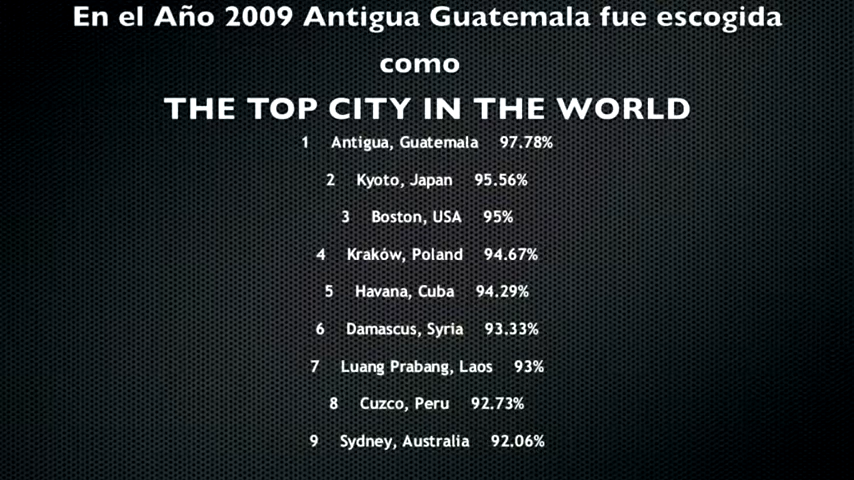 En el Año 2009 Antigua Guatemala fue escogida
como
THE TOP CITY IN THE WORLD
1 Antigua, Guatemala 97.78%
2 Kyoto, Japan 95.56%
3 Boston, USA 95%
4 Kraków, Poland 94.67%
5 Havana, Cuba 94.29%
6 Damascus, Syria 93.33%
7 Luang Prabang, Laos 93%
8 Cuzco, Peru 92.73%
9 Sydney, Australia 92.06%